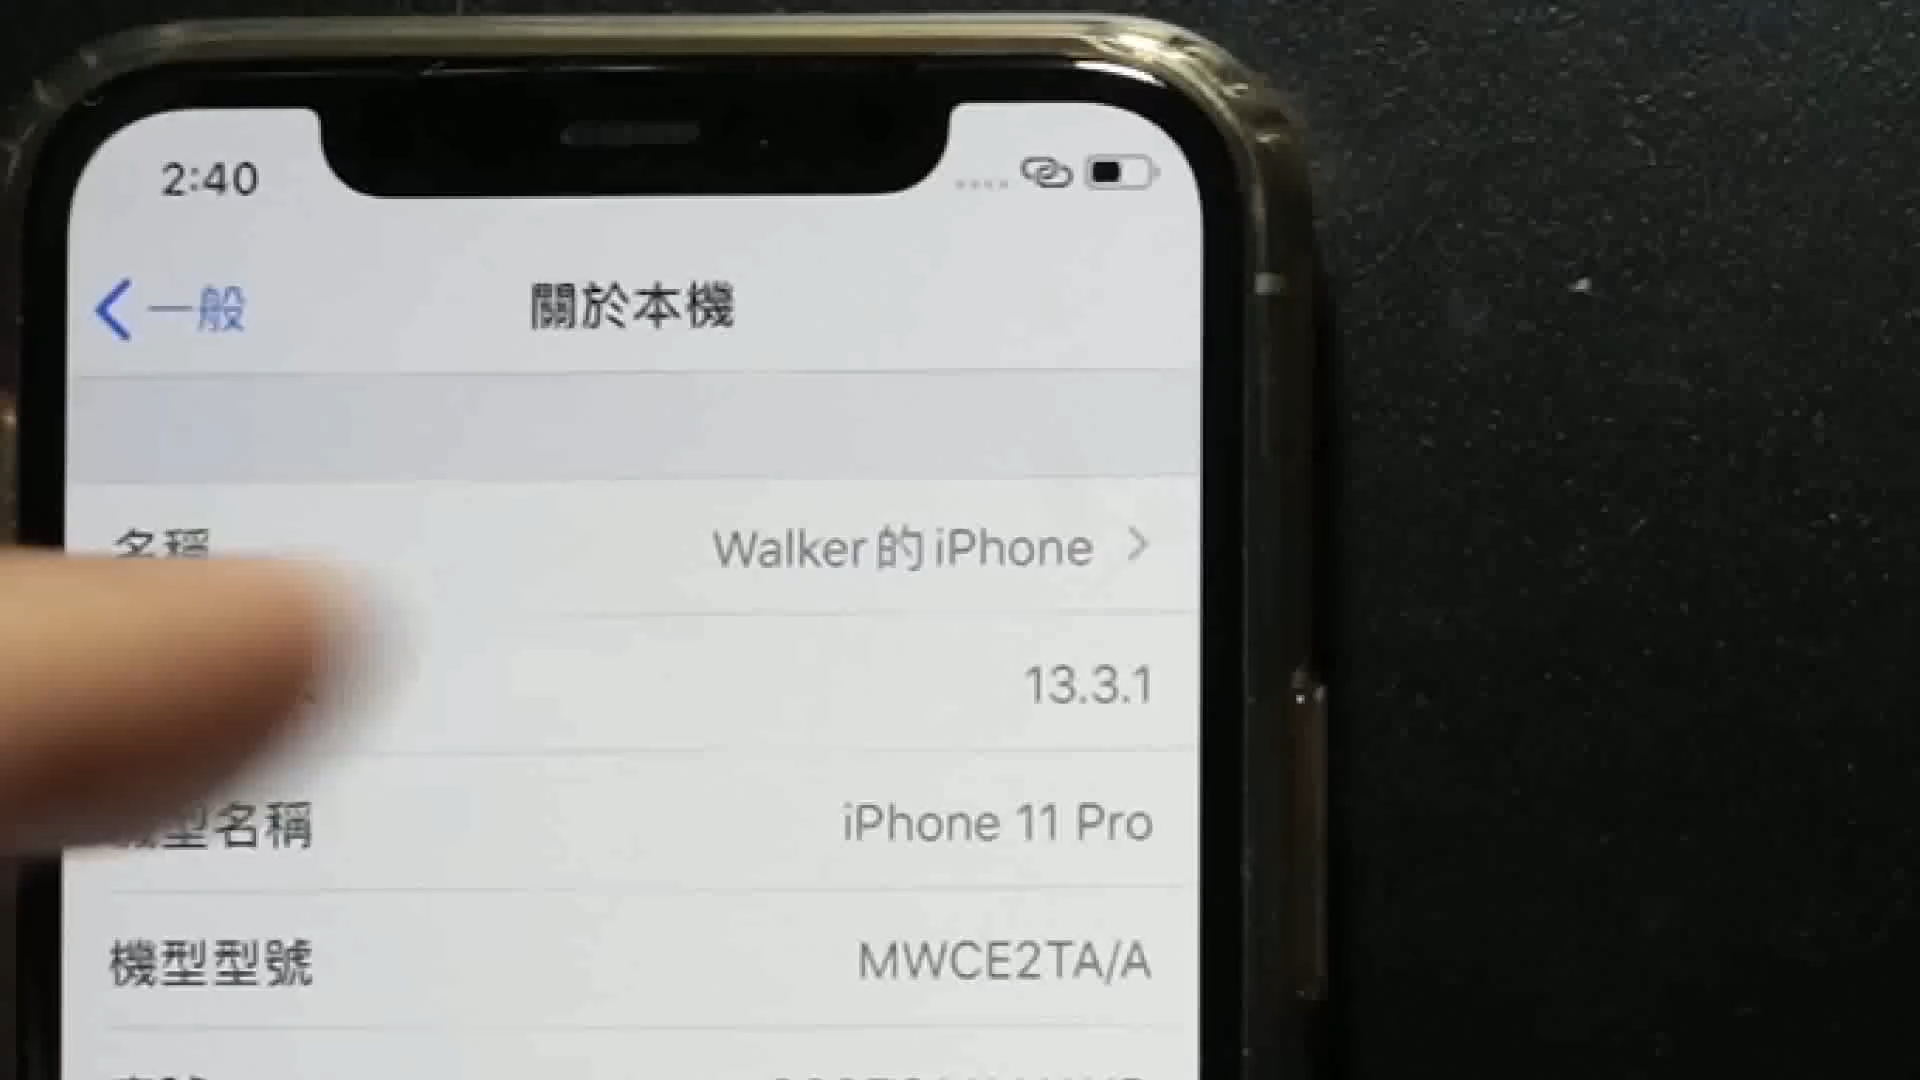 2:40
一般
關於本機
名稱
Walker的iPhone
13.3.1
型名稱
iPhone 11 Pro
機型型號
MWCE2TA/A